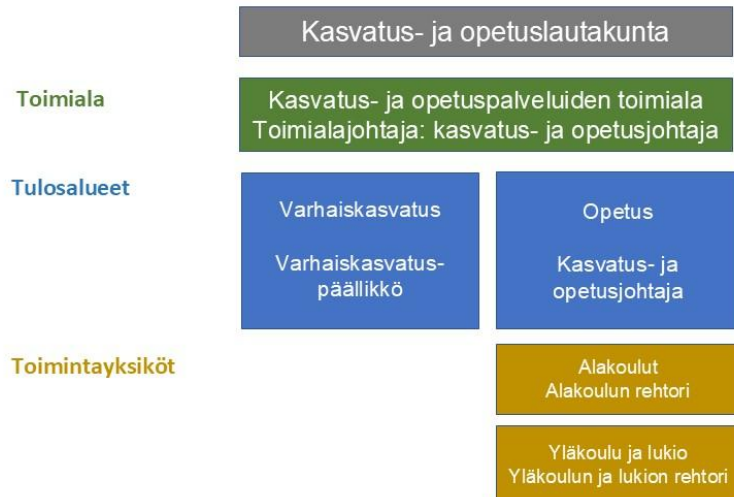 Kasvatus- ja opetuslautakunta
Toimiala
Kasvatus- ja opetuspalveluiden toimiala
Toimialajohtaja: kasvatus- ja opetusjohtaja
Tulosalueet
Varhaiskasvatus
Varhaiskasvatus-
päällikkö
Opetus
Kasvatus- ja
opetusjohtaja
Toimintayksiköt
Alakoulut
Alakoulun rehtori
Yläkoulu ja lukio
Yläkoulun ja lukion rehtori